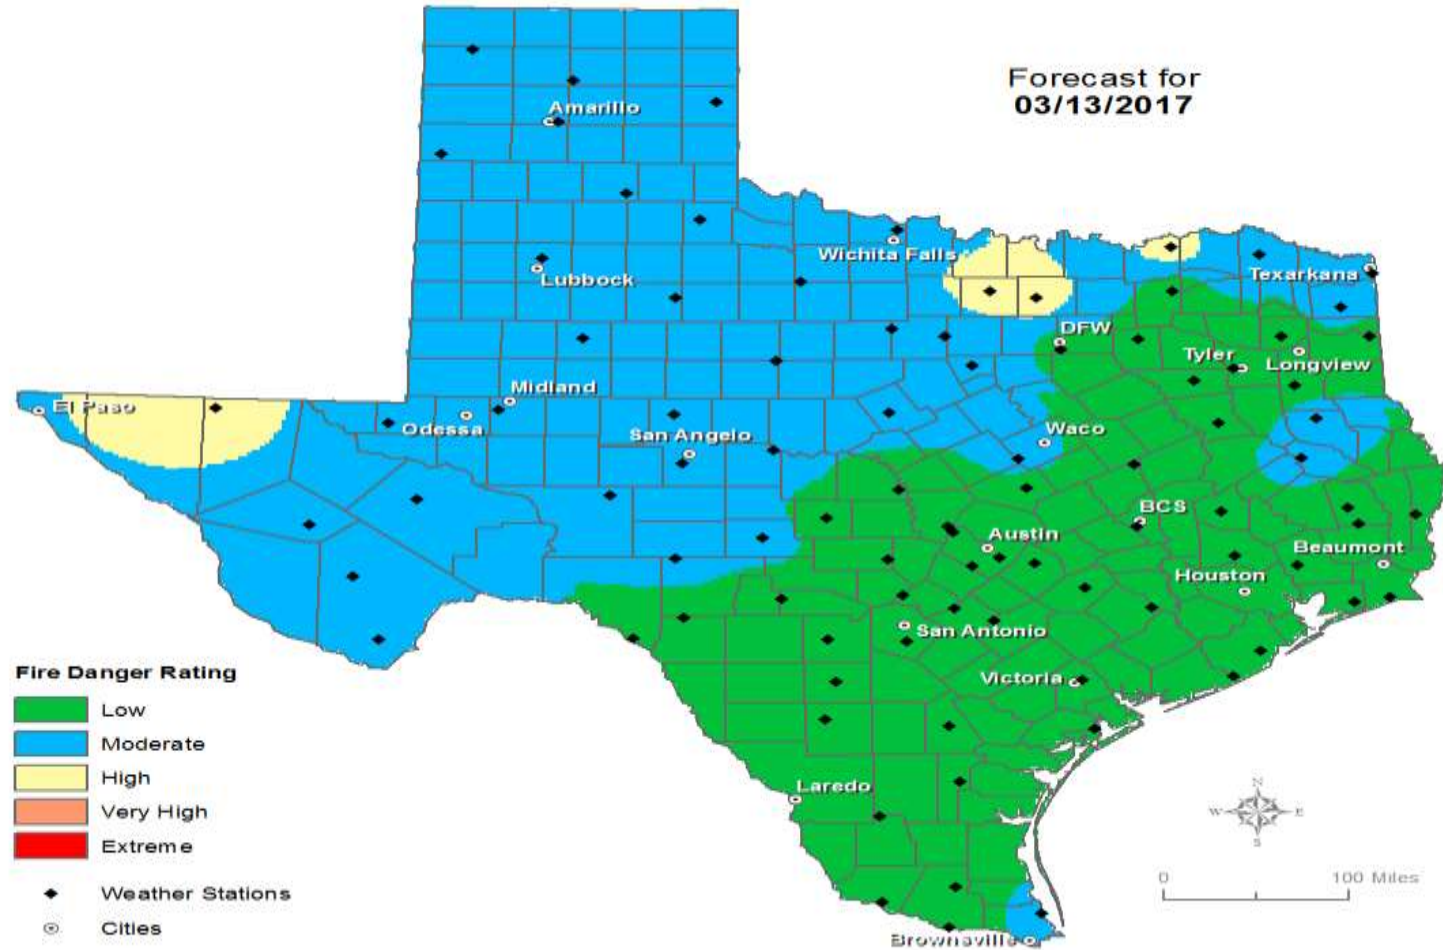 Forecast for
03/13/2017
Amarillo
Wichita Falls
Lubbock
Texarkana
DFW
Tyler
Longview
Midland
El Paso
Odessa
San Angelo
Waco
BCS
Austin
Beaumont
Houston
San Antonio
Victoria
Laredo
Brownsville
Fire Danger Rating
Low
Moderate
High
Very High
Extreme
Weather Stations
Cities
N
W E
S
0 100 Miles